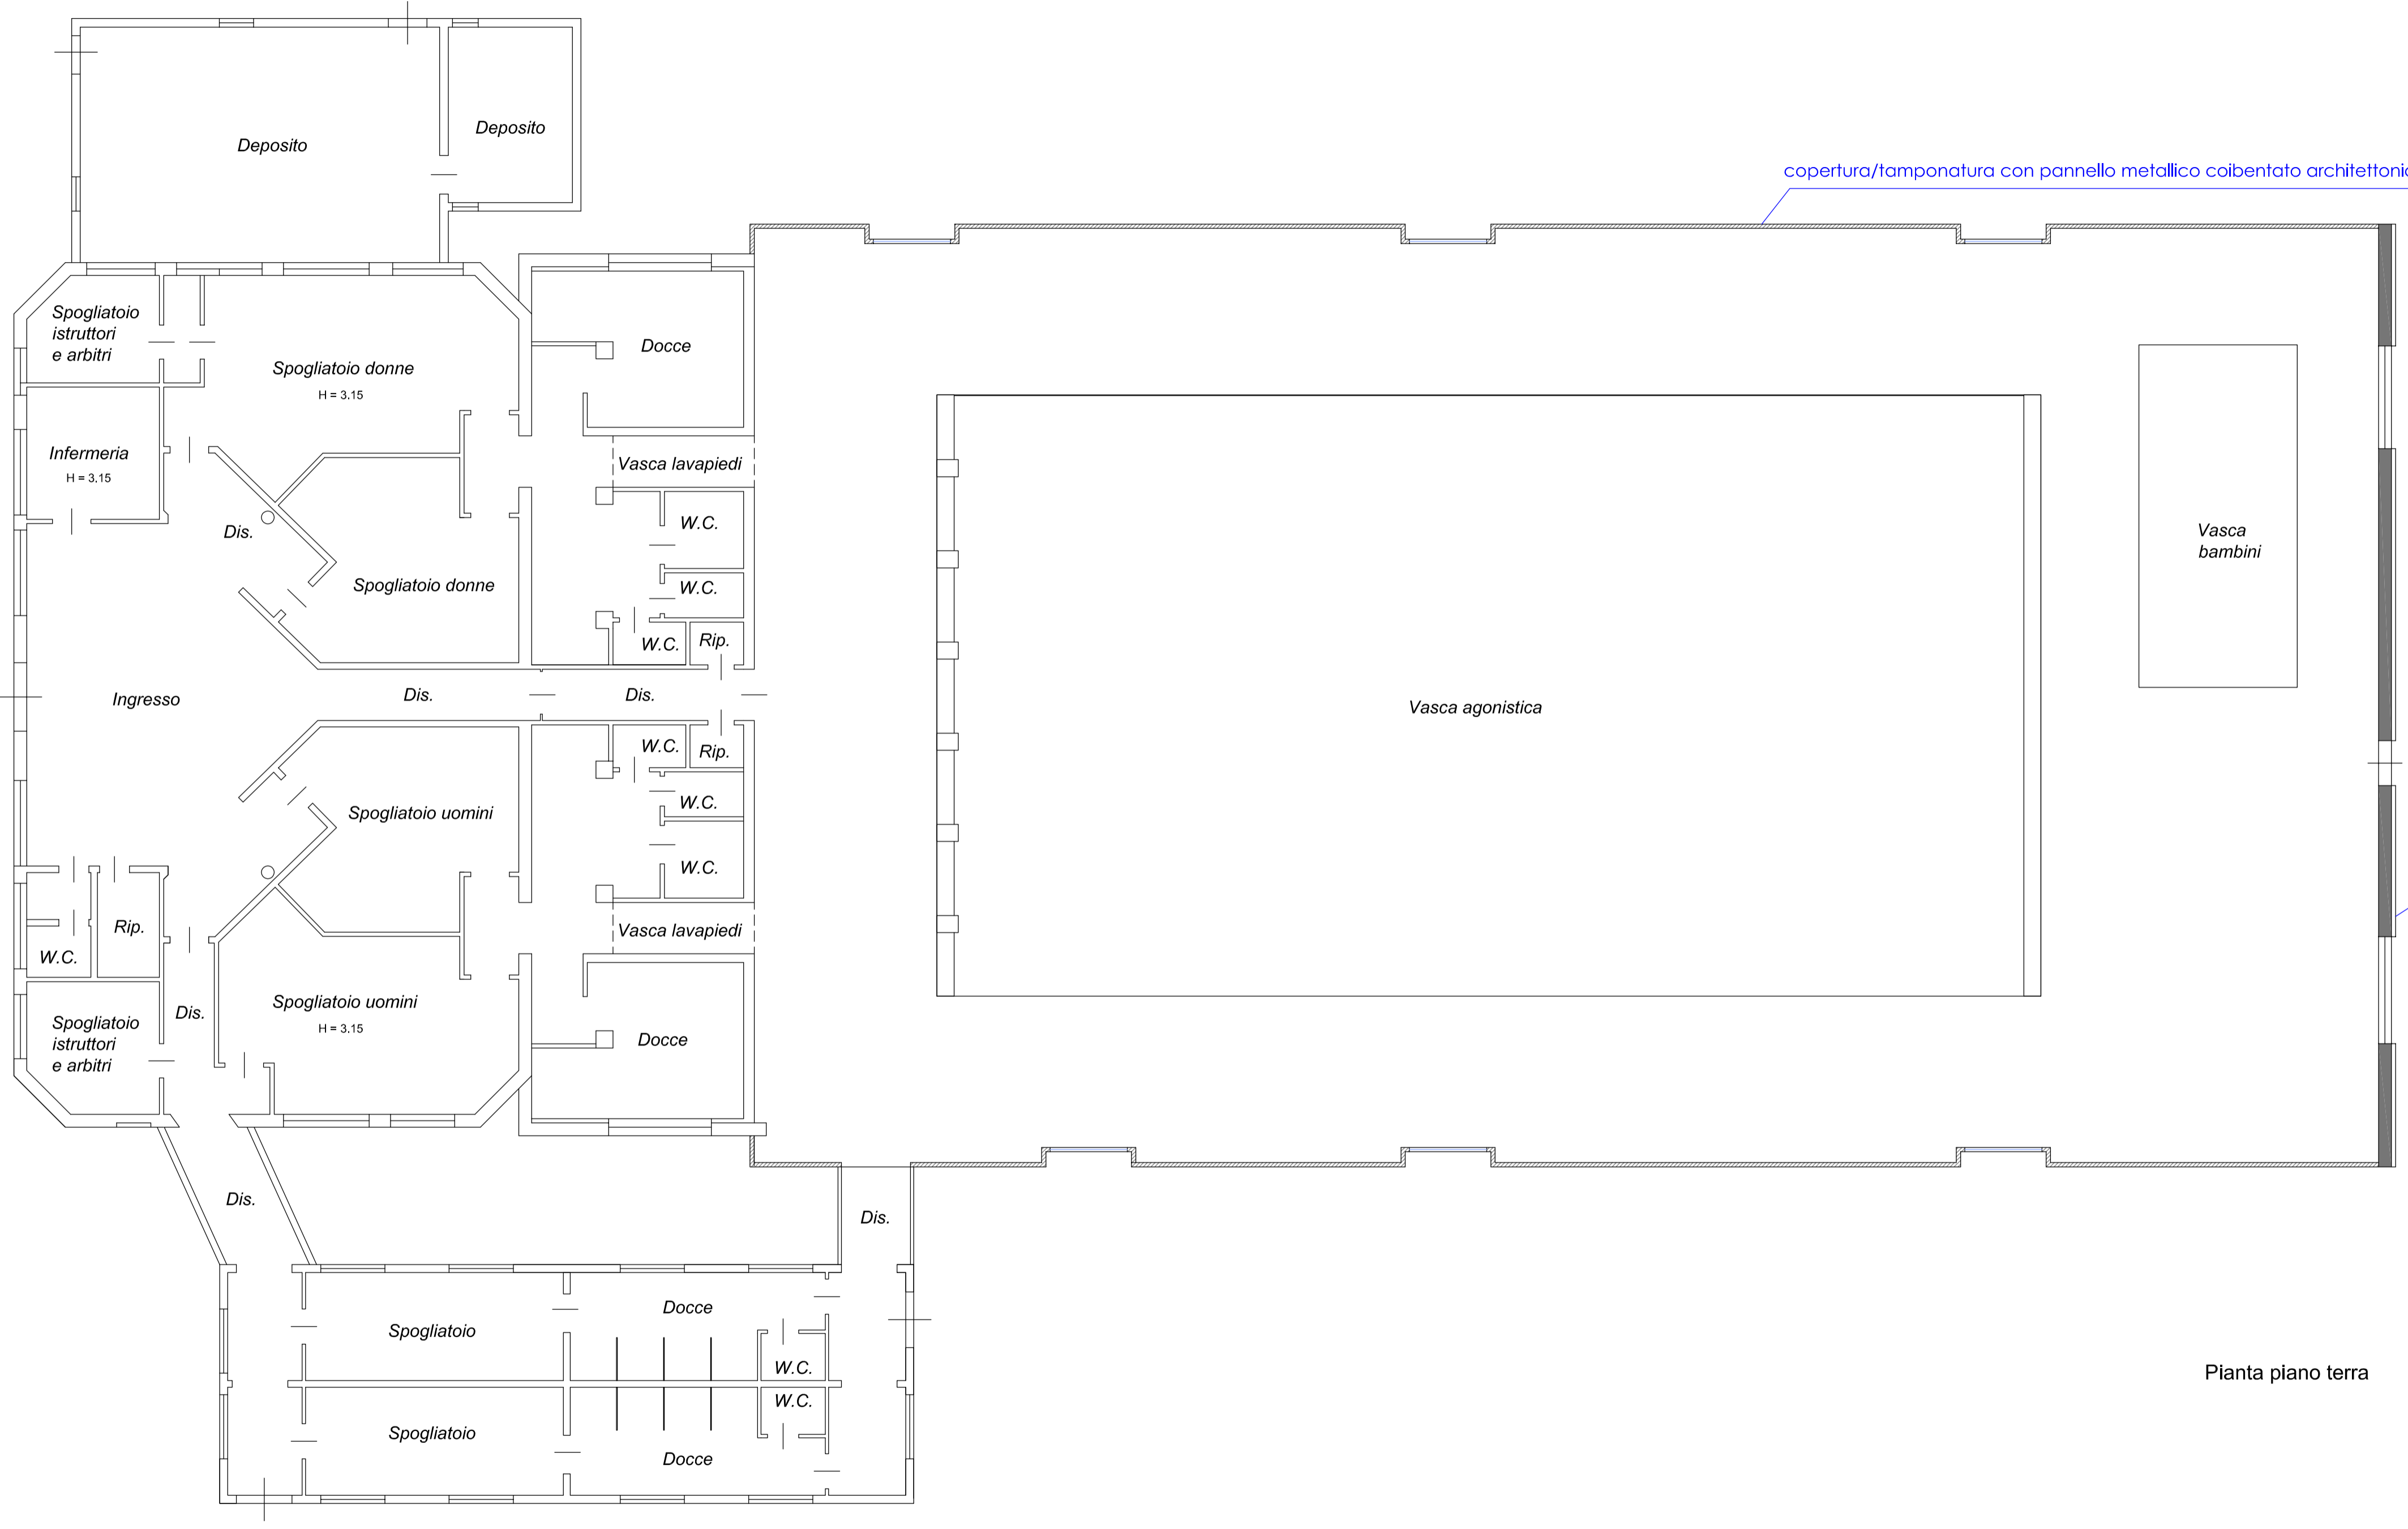 Deposito
Deposito
copertura/tamponatura con pannello metallico coibentato
Spogliatoio
istruttori
e arbitri
Spogliatoio donne
H = 3.15
Docce
Infermeria
H = 3.15
Vasca lavapiedi
Dis.
Spogliatoio donne
W.C.
W.C.
W.C.
Rip.
Vasca
bambini
Ingresso
Dis.
Dis.
Vasca agonistica
W.C.
Rip.
Spogliatoio uomini
W.C.
W.C.
Rip.
W.C.
Vasca lavapiedi
Spogliatoio uomini
H = 3.15
Dis.
Spogliatoio
istruttori
e arbitri
Docce
Dis.
Dis.
Spogliatoio
Docce
W.C.
W.C.
Spogliatoio
Docce
Pianta piano terra